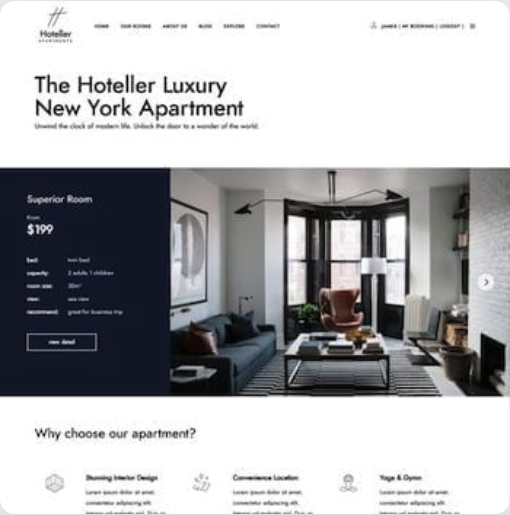 Hoteller
APARTMENTS
HOME OUR ROOMS ABOUT US BLOG EXPLORE CONTACT
JAMES | MY BOOKING | LOGOUT |
The Hoteller Luxury
New York Apartment
Unwind the clock of modern life. Unlock the door to a wonder of the world.
Superior Room
From
$199
bed: twin bed
capacity: 2 adults 1 children
room size: 30m²
view: sea view
recommend: great for business trip
view detail
Why choose our apartment?
Stunning Interior Design Convenience Location Yoga & Gymn
Lorem ipsum dolor sit amet, Lorem ipsum dolor sit amet, Lorem ipsum dolor sit amet,
consectetur adipiscing elit. consectetur adipiscing elit. consectetur adipiscing elit.